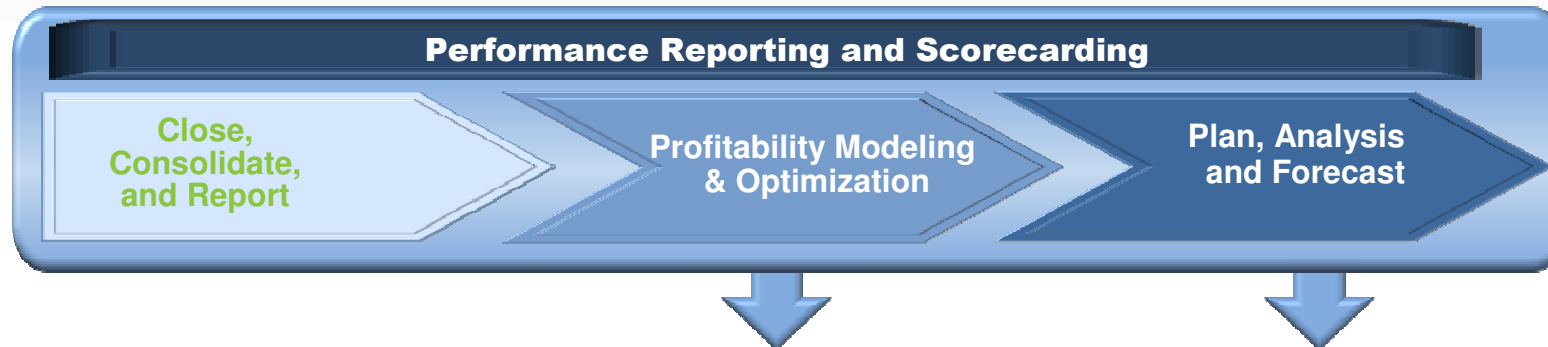 Performance Reporting and Scorecarding
Close,
Consolidate,
and Report
Profitability Modeling
& Optimization
Plan, Analysis
and Forecast